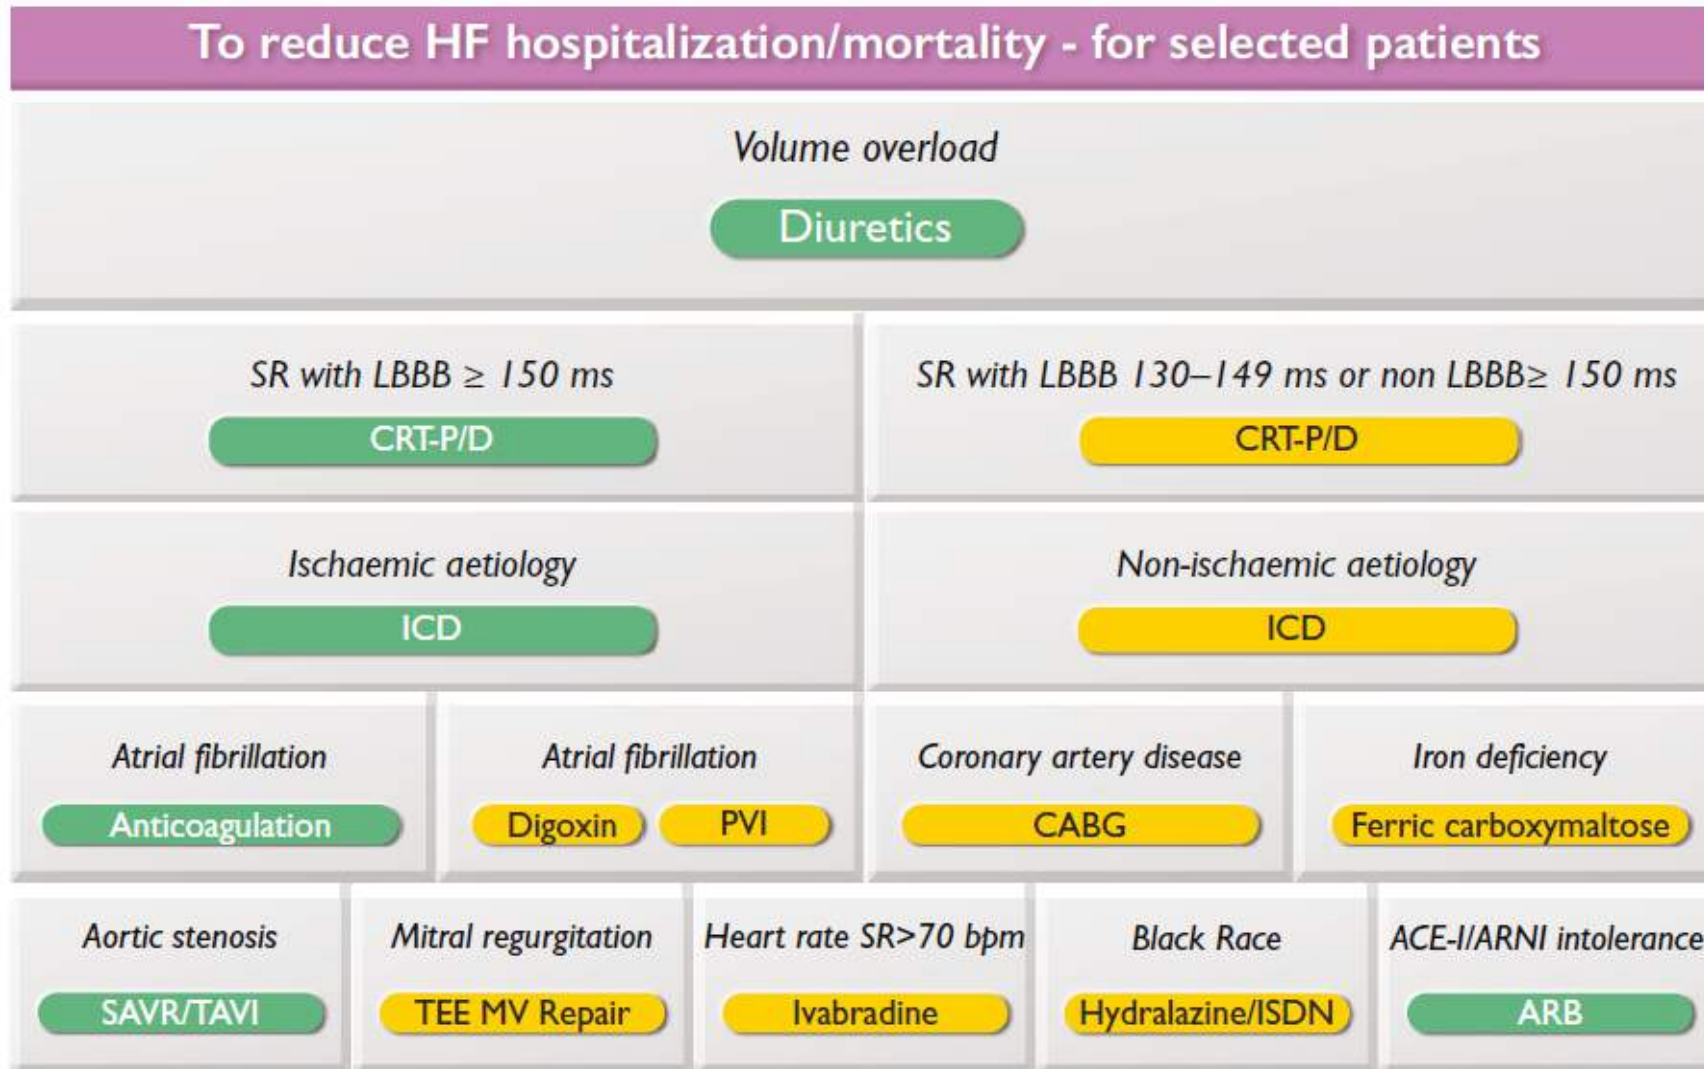 To reduce HF hospitalization/mortality - for selected patients
Volume overload
Diuretics
SR with LBBB ≥ 150 ms
CRT-P/D
SR with LBBB 130–149 ms or non LBBB≥ 150 ms
CRT-P/D
Ischaemic aetiology
ICD
Non-ischaemic aetiology
ICD
Atrial fibrillation
Anticoagulation
Atrial fibrillation
Digoxin
PVI
Coronary artery disease
CABG
Iron deficiency
Ferric carboxymaltose
Aortic stenosis
SAVR/TAVI
Mitral regurgitation
TEE MV Repair
Heart rate SR>70 bpm
Ivabradine
Black Race
Hydralazine/ISDN
ACE-I/ARNI intolerance
ARB